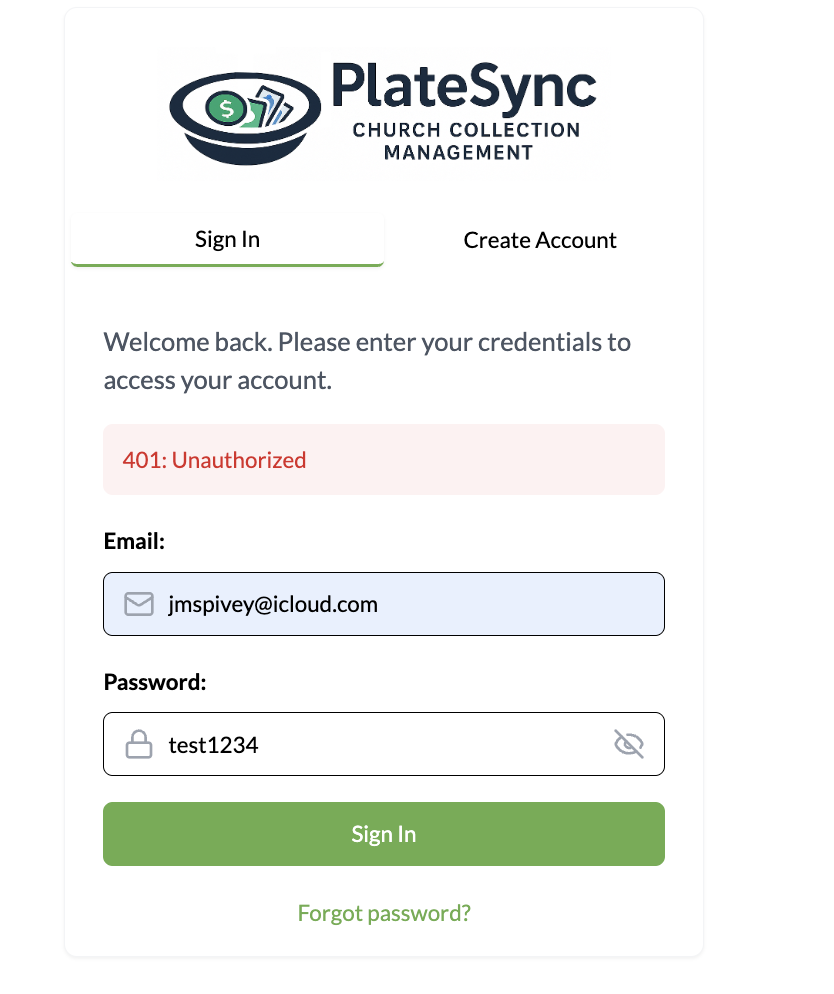 PlateSync
CHURCH COLLECTION
MANAGEMENT
$
Sign In
Create Account
Welcome back. Please enter your credentials to
access your account.
401: Unauthorized
Email:
jmspivey@icloud.com
Password:
test1234
Sign In
Forgot password?